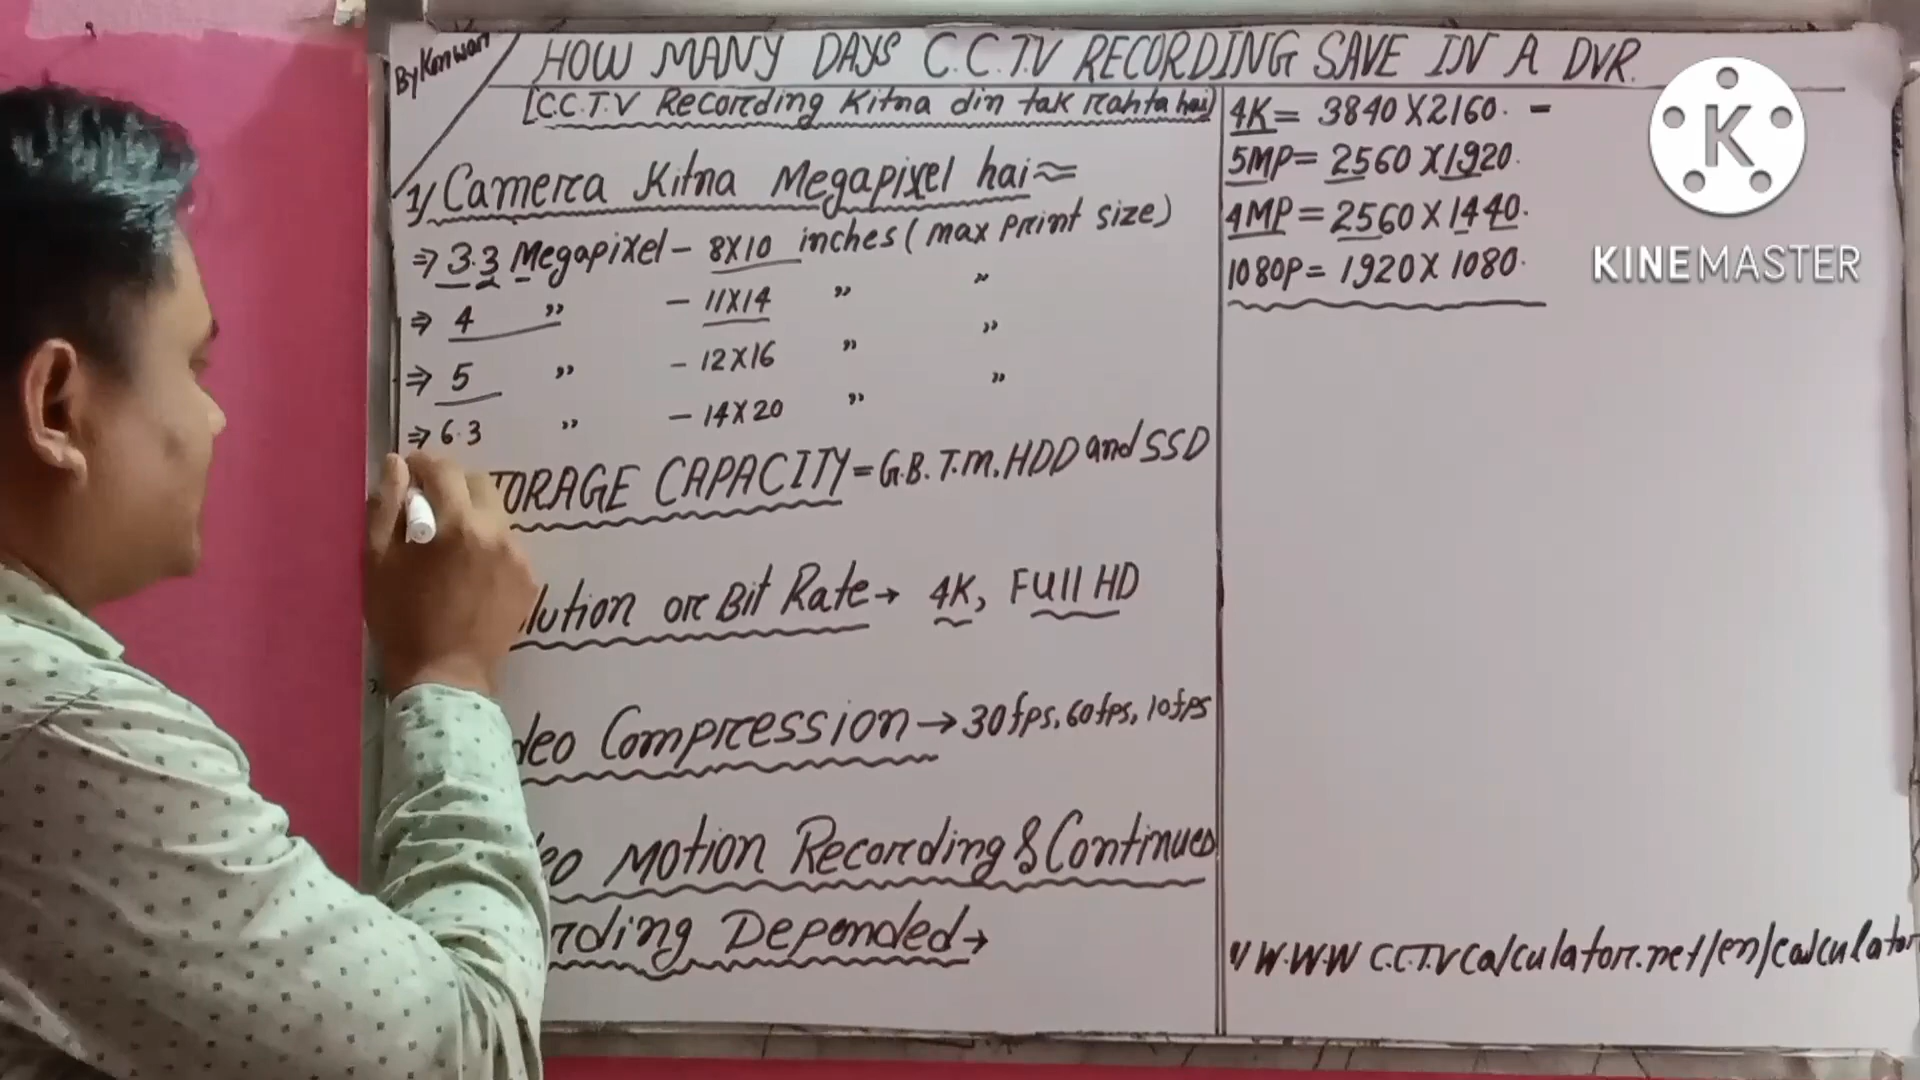 By Konwar
HOW MANY DAYS C.C.T.V RECORDING SAVE IN A DVR.
[C.C.T.V Recording Kitna din tak rahta hai]
1) Camera Kitna Megapixel hai ≈
⇒ 3.3 Megapixel - 8X10 inches (max Print size)
⇒ 4 " - 11X14 " "
⇒ 5 " - 12X16 " "
⇒ 6.3 " - 14X20 " "
TORAGE CAPACITY = G.B. T.M. HDD and SSD
lution or Bit Rate → 4K, Full HD
deo Compression → 30fps, 60fps, 10fps
eo Motion Recording & Continues
rding Depended →
4K = 3840 X 2160. -
5MP = 2560 X 1920.
4MP = 2560 X 1440.
1080P = 1920 X 1080.
W.W.W C.C.T.V Calculator.net/en/calculator
K
KINEMASTER